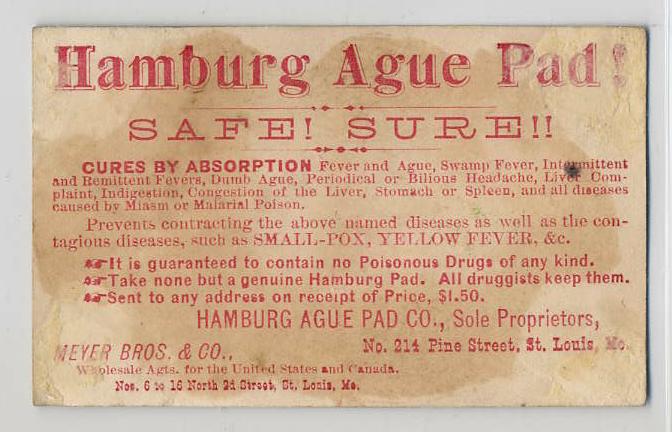 Hamburg Ague Pad!
SAFE! SURE!!
CURES BY ABSORPTION Fever and Ague, Swamp Fever, Intermittent
and Remittent Fevers, Dumb Ague, Periodical or Bilious Headache, Liver Com-
plaint, Indigestion, Congestion of the Liver, Stomach or Spleen, and all diseases
caused by Miasm or Malarial Poison.
Prevents contracting the above named diseases as well as the con-
tagious diseases, such as SMALL-POX, YELLOW FEVER, &c.
☛It is guaranteed to contain no Poisonous Drugs of any kind.
☛Take none but a genuine Hamburg Pad. All druggists keep them.
☛Sent to any address on receipt of Price, $1.50.
HAMBURG AGUE PAD CO., Sole Proprietors,
No. 214 Pine Street, St. Louis, Mo.
MEYER BROS. & CO.,
Wholesale Agts. for the United States and Canada.
Nos. 6 to 16 North 2d Street, St. Louis, Mo.